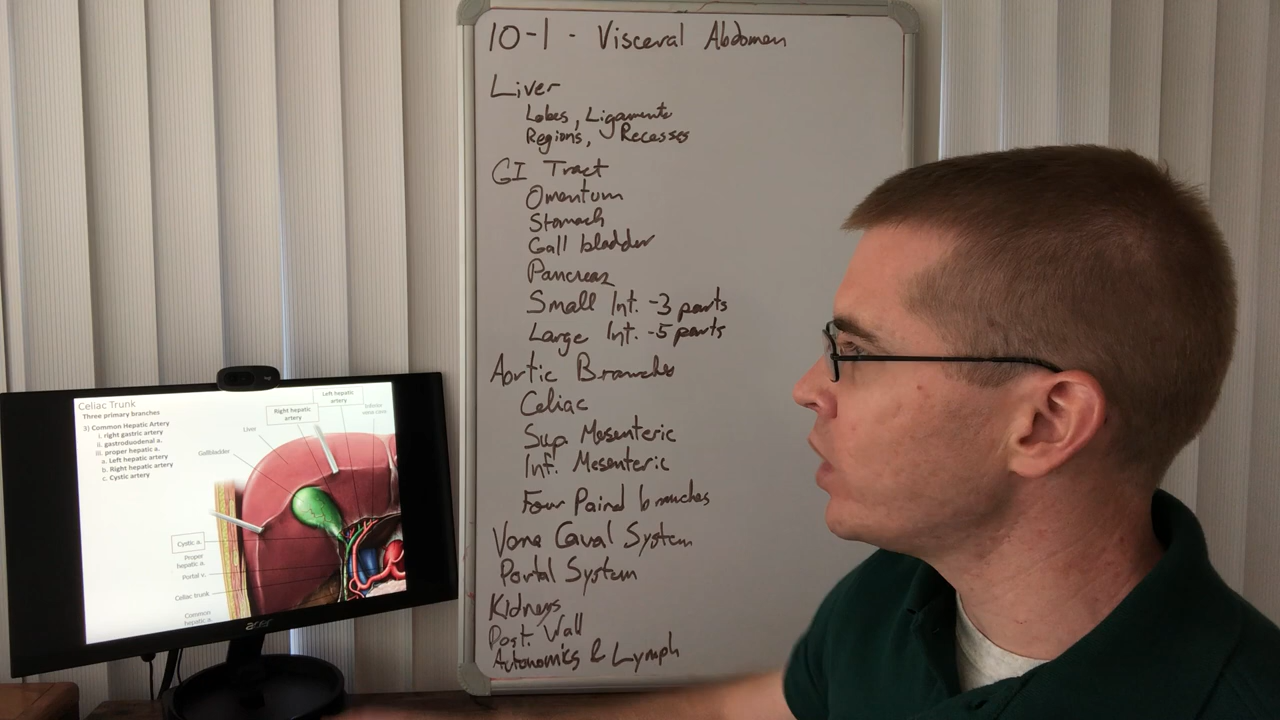 10-1 - Visceral Abdomen
Liver
Lobes, Ligaments
Regions, Recesses
GI Tract
Omentum
Stomach
Gall bladder
Pancreas
Small Int. -3 parts
Large Int. -5 parts
Aortic Branches
Celiac
Sup Mesenteric
Inf. Mesenteric
Four Paired branches
Vena Caval System
Portal System
Kidneys
Post. Wall
Autonomics & Lymph
Celiac Trunk
Three primary branches
3) Common Hepatic Artery
i. right gastric artery
ii. gastroduodenal a.
iii. proper hepatic a.
a. Left hepatic artery
b. Right hepatic artery
c. Cystic artery
Left hepatic
artery
Right hepatic
artery
Inferior
vena cava
Liver
Gallbladder
Cystic a.
Proper
hepatic a.
Portal v.
Celiac trunk
Common
hepatic a.
acer